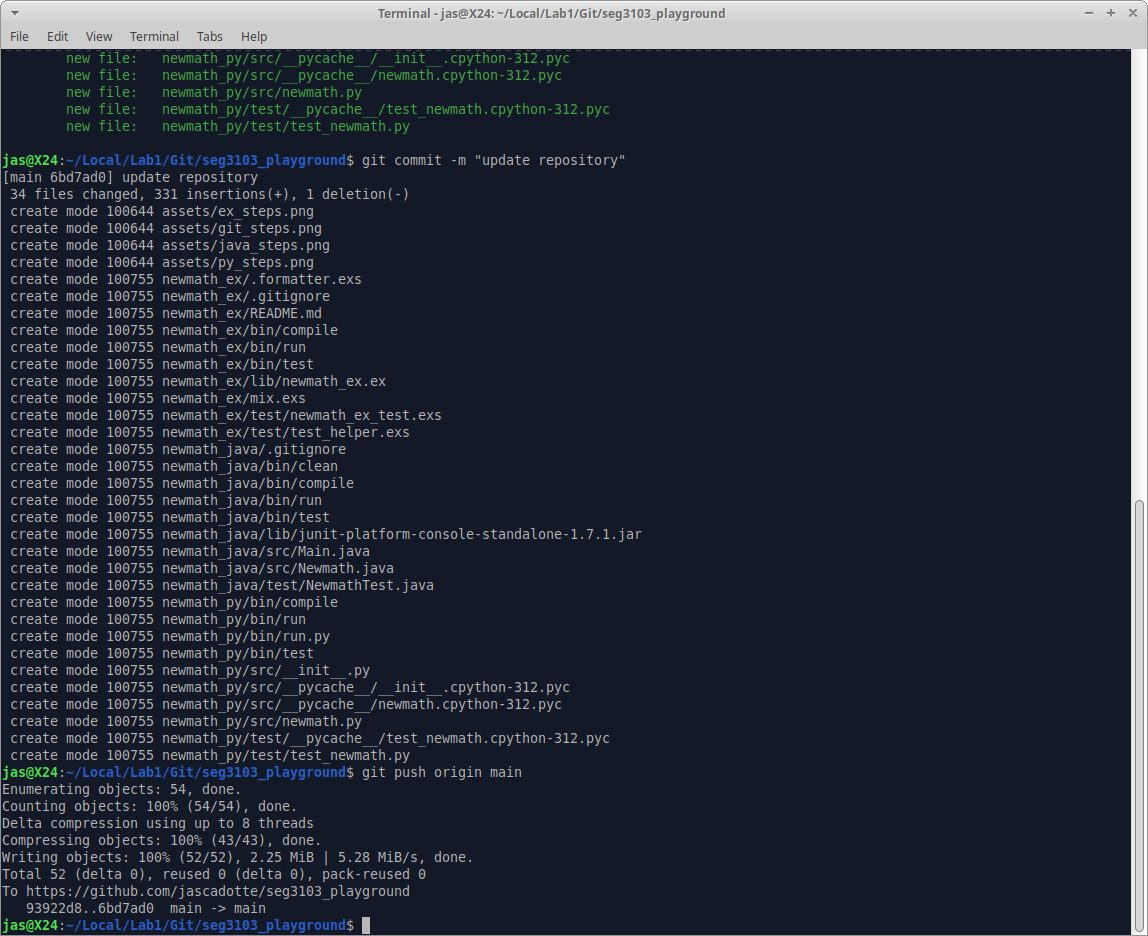 Terminal - jas@X24: ~/Local/Lab1/Git/seg3103_playground
File Edit View Terminal Tabs Help
new file:   newmath_py/src/__pycache__/__init__.cpython-312.pyc
new file:   newmath_py/src/__pycache__/newmath.cpython-312.pyc
new file:   newmath_py/src/newmath.py
new file:   newmath_py/test/__pycache__/test_newmath.cpython-312.pyc
new file:   newmath_py/test/test_newmath.py
jas@X24:~/Local/Lab1/Git/seg3103_playground$ git commit -m "update repository"
[main 6bd7ad0] update repository
 34 files changed, 331 insertions(+), 1 deletion(-)
 create mode 100644 assets/ex_steps.png
 create mode 100644 assets/git_steps.png
 create mode 100644 assets/java_steps.png
 create mode 100644 assets/py_steps.png
 create mode 100755 newmath_ex/.formatter.exs
 create mode 100755 newmath_ex/.gitignore
 create mode 100755 newmath_ex/README.md
 create mode 100755 newmath_ex/bin/compile
 create mode 100755 newmath_ex/bin/run
 create mode 100755 newmath_ex/bin/test
 create mode 100755 newmath_ex/lib/newmath_ex.ex
 create mode 100755 newmath_ex/mix.exs
 create mode 100755 newmath_ex/test/newmath_ex_test.exs
 create mode 100755 newmath_ex/test/test_helper.exs
 create mode 100755 newmath_java/.gitignore
 create mode 100755 newmath_java/bin/clean
 create mode 100755 newmath_java/bin/compile
 create mode 100755 newmath_java/bin/run
 create mode 100755 newmath_java/bin/test
 create mode 100755 newmath_java/lib/junit-platform-console-standalone-1.7.1.jar
 create mode 100755 newmath_java/src/Main.java
 create mode 100755 newmath_java/src/Newmath.java
 create mode 100755 newmath_java/test/NewmathTest.java
 create mode 100755 newmath_py/bin/compile
 create mode 100755 newmath_py/bin/run
 create mode 100755 newmath_py/bin/run.py
 create mode 100755 newmath_py/bin/test
 create mode 100755 newmath_py/src/__init__.py
 create mode 100755 newmath_py/src/__pycache__/__init__.cpython-312.pyc
 create mode 100755 newmath_py/src/__pycache__/newmath.cpython-312.pyc
 create mode 100755 newmath_py/src/newmath.py
 create mode 100755 newmath_py/test/__pycache__/test_newmath.cpython-312.pyc
 create mode 100755 newmath_py/test/test_newmath.py
jas@X24:~/Local/Lab1/Git/seg3103_playground$ git push origin main
Enumerating objects: 54, done.
Counting objects: 100% (54/54), done.
Delta compression using up to 8 threads
Compressing objects: 100% (43/43), done.
Writing objects: 100% (52/52), 2.25 MiB | 5.28 MiB/s, done.
Total 52 (delta 0), reused 0 (delta 0), pack-reused 0
To https://github.com/jascadotte/seg3103_playground
   93922d8..6bd7ad0  main -> main
jas@X24:~/Local/Lab1/Git/seg3103_playground$